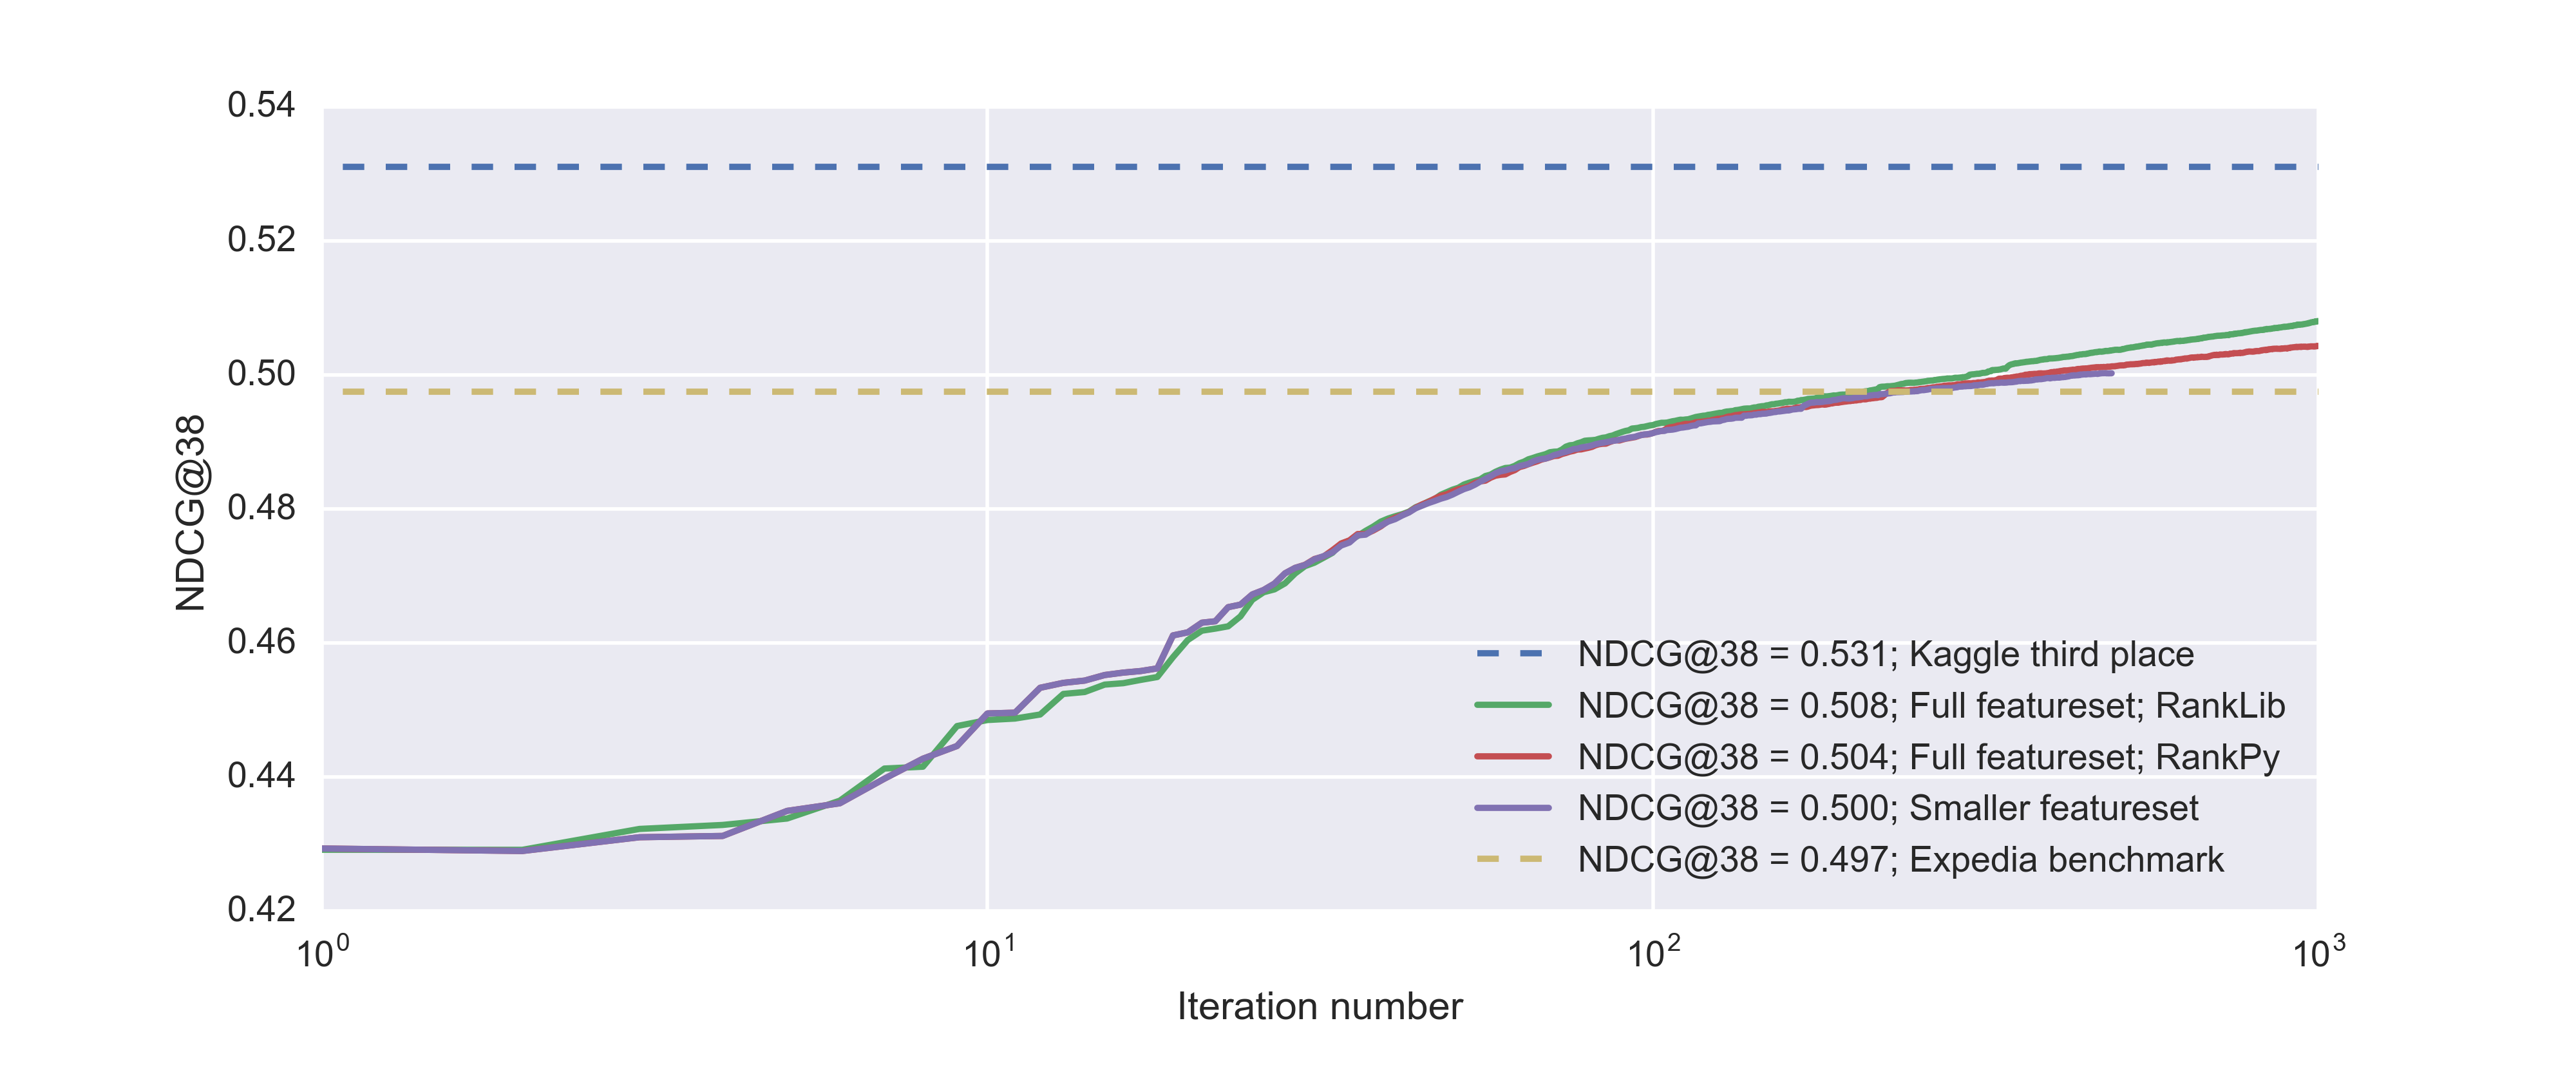 0.54
0.52
0.50
0.48
0.46
0.44
0.42
NDCG@38
10^0
10^1
10^2
10^3
Iteration number
NDCG@38 = 0.531; Kaggle third place
NDCG@38 = 0.508; Full featureset; RankLib
NDCG@38 = 0.504; Full featureset; RankPy
NDCG@38 = 0.500; Smaller featureset
NDCG@38 = 0.497; Expedia benchmark